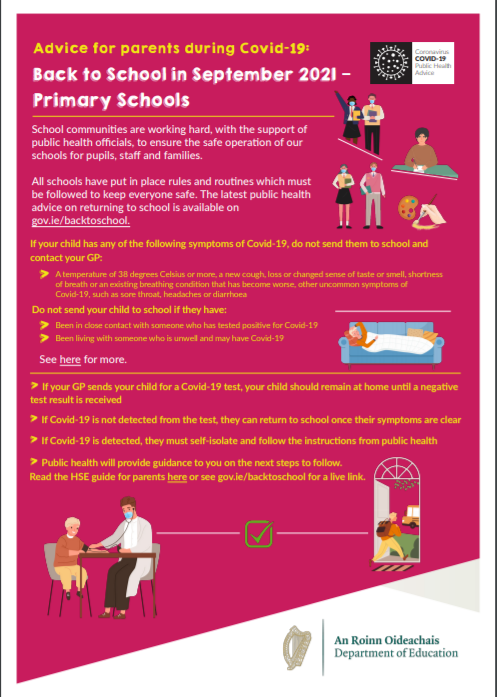 Advice for parents during Covid-19:
Back to School in September 2021 –
Primary Schools
Coronavirus
COVID-19
Public Health
Advice
School communities are working hard, with the support of
public health officials, to ensure the safe operation of our
schools for pupils, staff and families.
All schools have put in place rules and routines which must
be followed to keep everyone safe. The latest public health
advice on returning to school is available on
gov.ie/backtoschool.
If your child has any of the following symptoms of Covid-19, do not send them to school and
contact your GP:
A temperature of 38 degrees Celsius or more, a new cough, loss or changed sense of taste or smell, shortness
of breath or an existing breathing condition that has become worse, other uncommon symptoms of
Covid-19, such as sore throat, headaches or diarrhoea
Do not send your child to school if they have:
Been in close contact with someone who has tested positive for Covid-19
Been living with someone who is unwell and may have Covid-19
See here for more.
If your GP sends your child for a Covid-19 test, your child should remain at home until a negative
test result is received
If Covid-19 is not detected from the test, they can return to school once their symptoms are clear
If Covid-19 is detected, they must self-isolate and follow the instructions from public health
Public health will provide guidance to you on the next steps to follow.
Read the HSE guide for parents here or see gov.ie/backtoschool for a live link.
An Roinn Oideachais
Department of Education